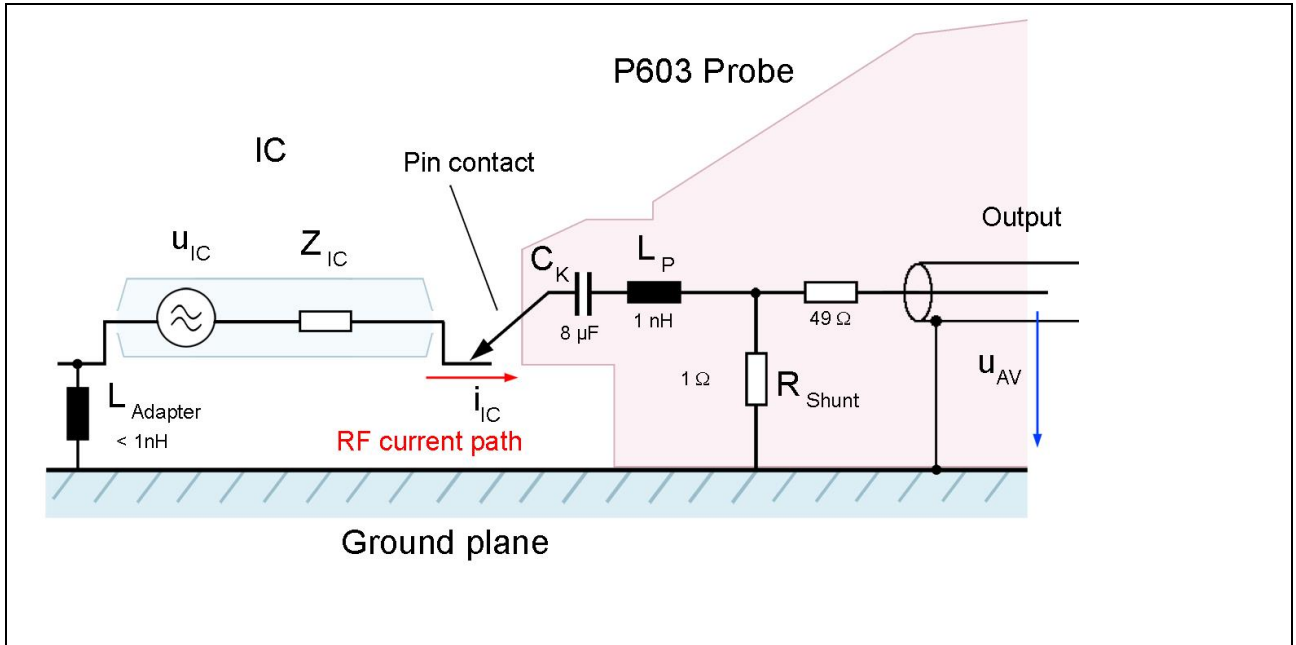 P603 Probe
IC
Pin contact
Output
u IC
Z IC
C K
L P
8 µF
1 nH
49 Ω
L Adapter
< 1nH
i IC
1 Ω
R Shunt
u AV
RF current path
Ground plane